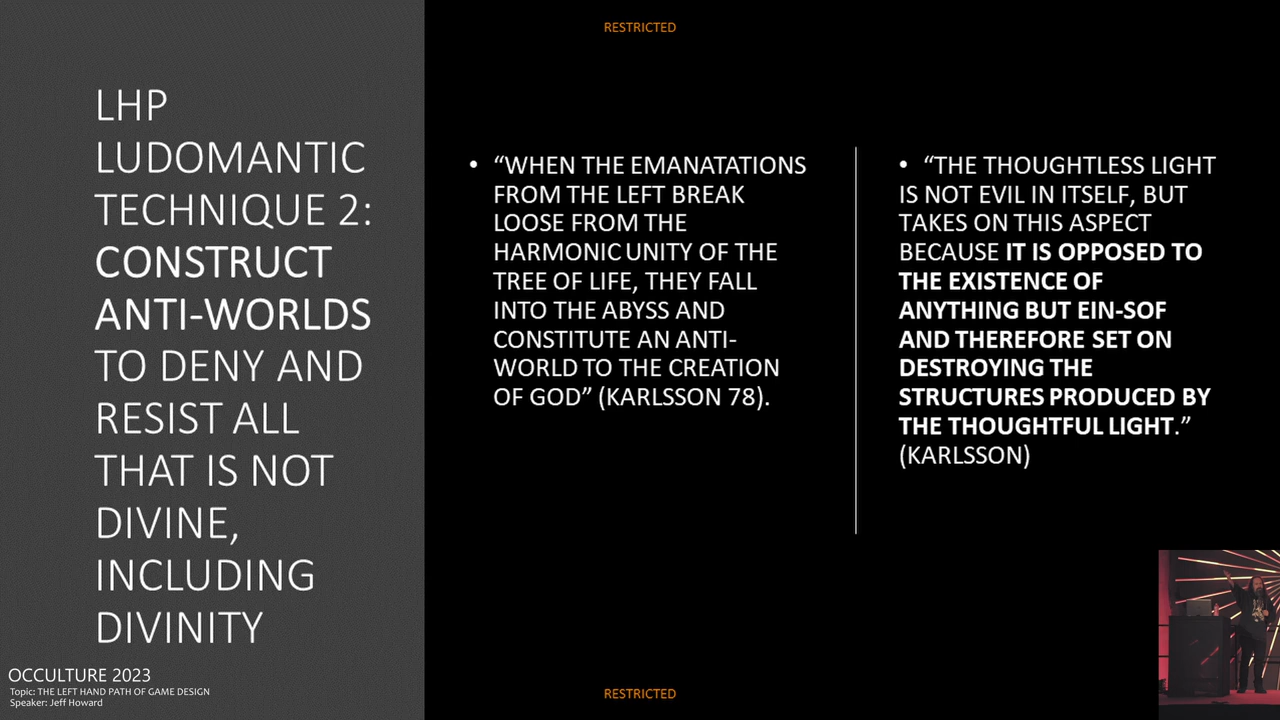 RESTRICTED
LHP
LUDOMANTIC
TECHNIQUE 2:
CONSTRUCT
ANTI-WORLDS
TO DENY AND
RESIST ALL
THAT IS NOT
DIVINE,
INCLUDING
DIVINITY
• “WHEN THE EMANATATIONS
FROM THE LEFT BREAK
LOOSE FROM THE
HARMONIC UNITY OF THE
TREE OF LIFE, THEY FALL
INTO THE ABYSS AND
CONSTITUTE AN ANTI-
WORLD TO THE CREATION
OF GOD” (KARLSSON 78).
• “THE THOUGHTLESS LIGHT
IS NOT EVIL IN ITSELF, BUT
TAKES ON THIS ASPECT
BECAUSE IT IS OPPOSED TO
THE EXISTENCE OF
ANYTHING BUT EIN-SOF
AND THEREFORE SET ON
DESTROYING THE
STRUCTURES PRODUCED BY
THE THOUGHTFUL LIGHT.”
(KARLSSON)
OCCULTURE 2023
Topic: THE LEFT HAND PATH OF GAME DESIGN
Speaker: Jeff Howard
RESTRICTED